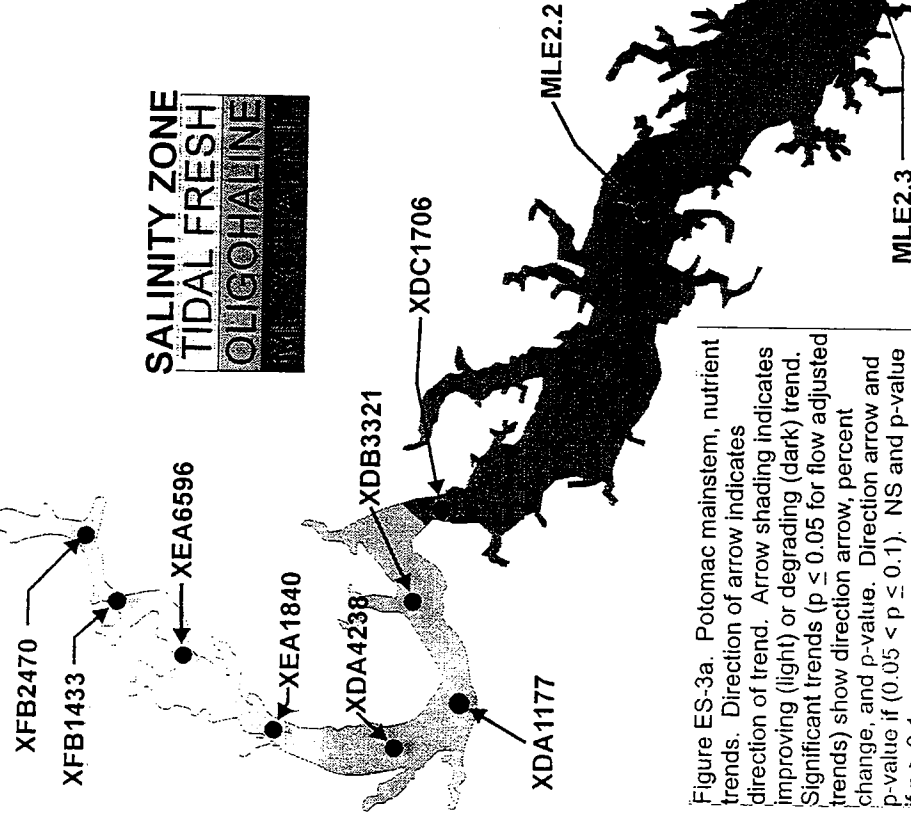 SALINITY ZONE
TIDAL FRESH
OLIGOHALINE
XFB2470
XFB1433
XEA6596
XEA1840
XDA4238
XDB3321
XDA1177
XDC1706
MLE2.2
MLE2.3
Figure ES-3a. Potomac mainstem, nutrient
trends. Direction of arrow indicates
direction of trend. Arrow shading indicates
improving (light) or degrading (dark) trend.
Significant trends (p ≤ 0.05 for flow adjusted
trends) show direction arrow, percent
change, and p-value. Direction arrow and
p-value if (0.05 < p ≤ 0.1). NS and p-value